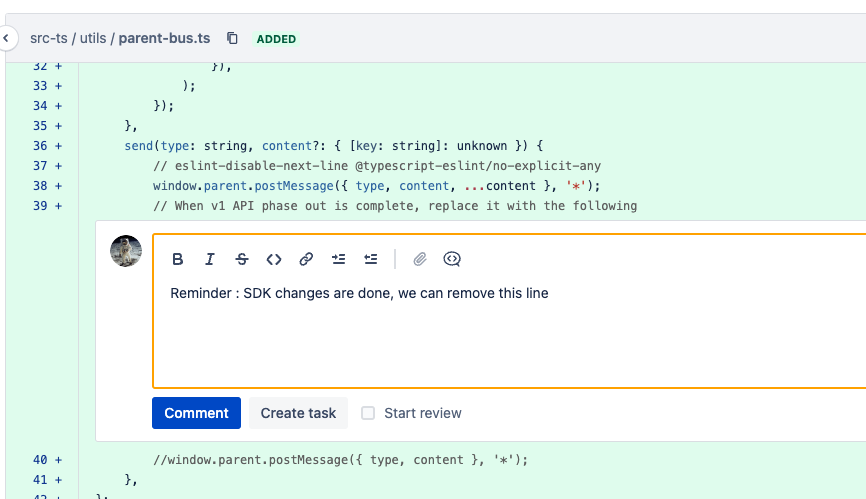 src-ts / utils / parent-bus.ts ADDED
32 + }),
33 + );
34 + });
35 + },
36 + send(type: string, content?: { [key: string]: unknown }) {
37 + // eslint-disable-next-line @typescript-eslint/no-explicit-any
38 + window.parent.postMessage({ type, content, ...content }, '*');
39 + // When v1 API phase out is complete, replace it with the following
B I S
Reminder : SDK changes are done, we can remove this line
Comment Create task Start review
40 + //window.parent.postMessage({ type, content }, '*');
41 + },
42 + };